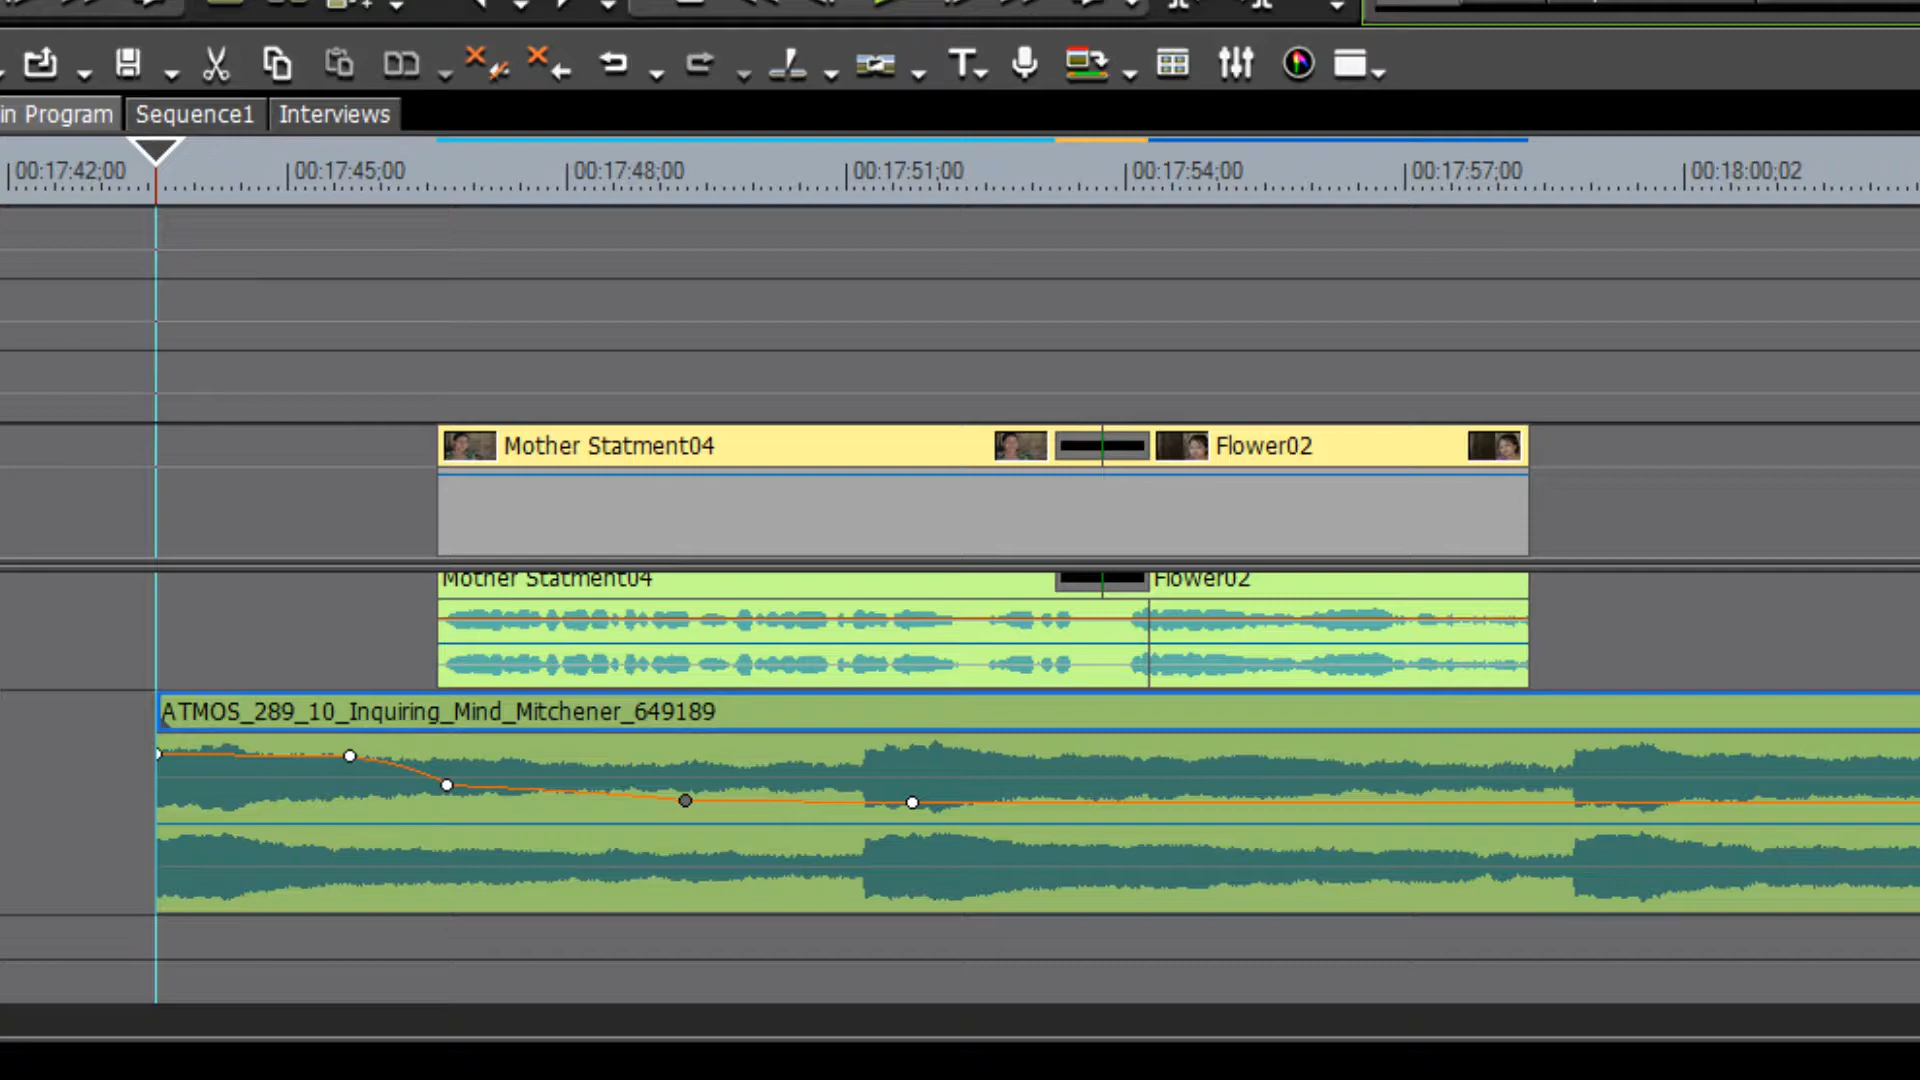 in Program Sequence1 Interviews
00:17:42;00 00:17:45;00 00:17:48;00 00:17:51;00 00:17:54;00 00:17:57;00 00:18:00;02
Mother Statment04 Flower02
Mother Statment04 Flower02
ATMOS_289_10_Inquiring_Mind_Mitchener_649189